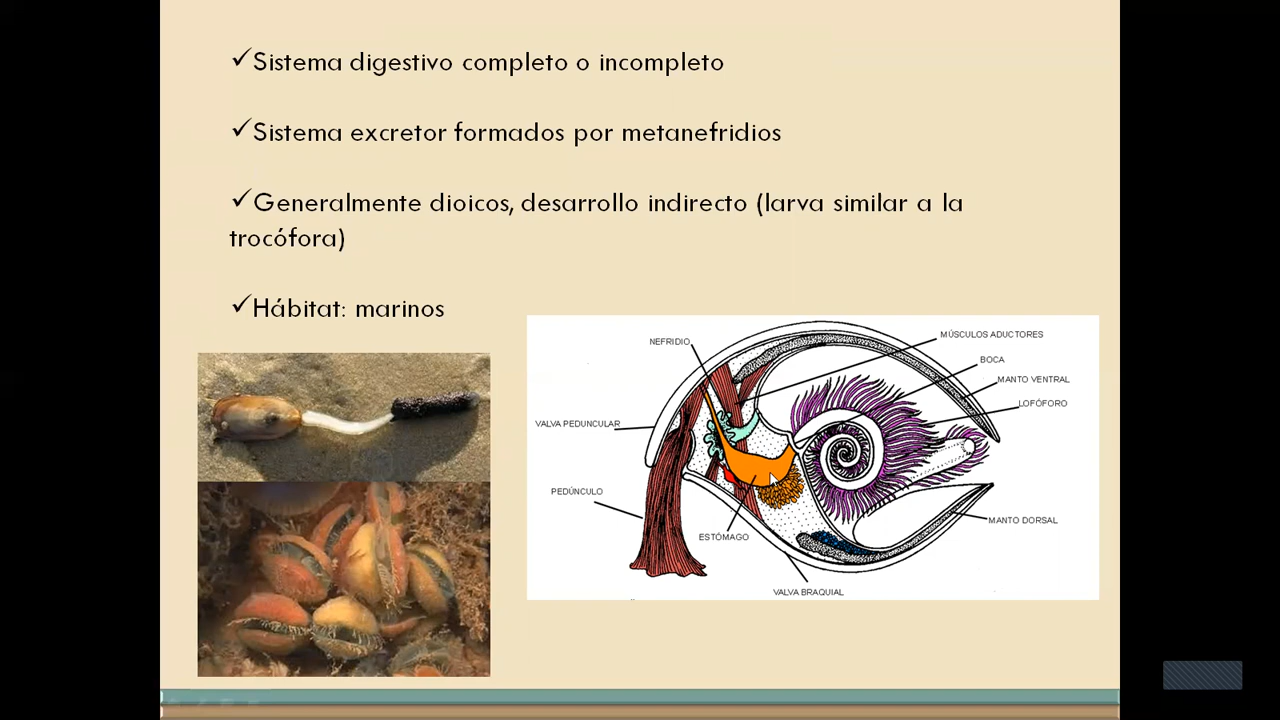 ✓Sistema digestivo completo o incompleto
✓Sistema excretor formados por metanefridios
✓Generalmente dioicos, desarrollo indirecto (larva similar a la
trocófora)
✓Hábitat: marinos
NEFRIDIO
MÚSCULOS ADUCTORES
BOCA
MANTO VENTRAL
LOFÓFORO
VALVA PEDUNCULAR
PEDÚNCULO
ESTÓMAGO
MANTO DORSAL
VALVA BRAQUIAL